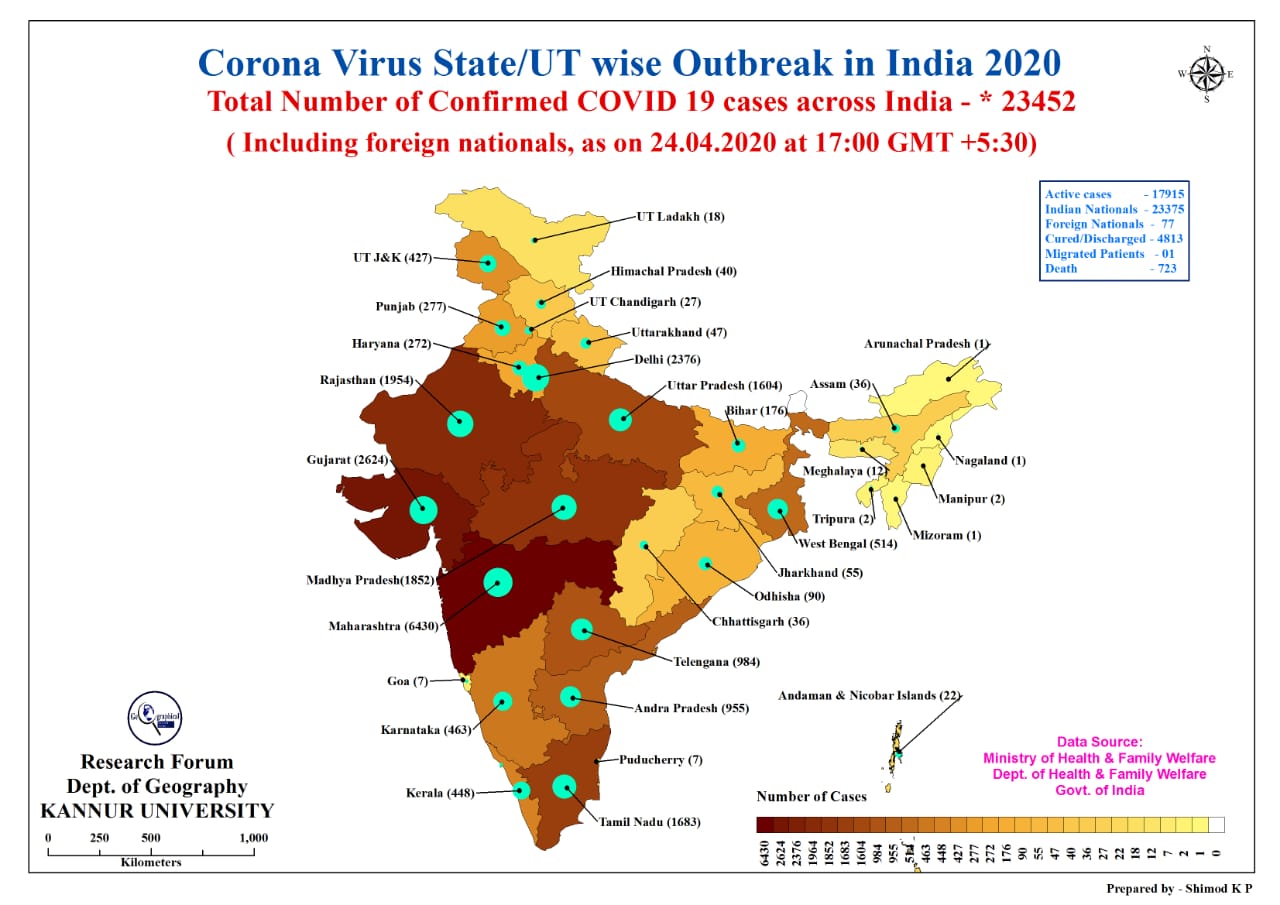 Corona Virus State/UT wise Outbreak in India 2020
Total Number of Confirmed COVID 19 cases across India - * 23452
( Including foreign nationals, as on 24.04.2020 at 17:00 GMT +5:30)
N
W
E
S
Active cases - 17915
Indian Nationals - 23375
Foreign Nationals - 77
Cured/Discharged - 4813
Migrated Patients - 01
Death - 723
UT Ladakh (18)
UT J&K (427)
Himachal Pradesh (40)
UT Chandigarh (27)
Punjab (277)
Uttarakhand (47)
Haryana (272)
Arunachal Pradesh (1)
Delhi (2376)
Rajasthan (1954)
Uttar Pradesh (1604)
Assam (36)
Bihar (176)
Gujarat (2624)
Nagaland (1)
Meghalaya (12)
Manipur (2)
Tripura (2)
Mizoram (1)
West Bengal (514)
Jharkhand (55)
Madhya Pradesh(1852)
Odhisha (90)
Chhattisgarh (36)
Maharashtra (6430)
Telengana (984)
Goa (7)
Andaman & Nicobar Islands (22)
Andra Pradesh (955)
Karnataka (463)
Puducherry (7)
Kerala (448)
Tamil Nadu (1683)
Data Source:
Ministry of Health & Family Welfare
Dept. of Health & Family Welfare
Govt. of India
Research Forum
Dept. of Geography
KANNUR UNIVERSITY
0 250 500 1,000
Kilometers
Number of Cases
6430 2624 2376 1964 1852 1683 1604 984 955 514 463 448 427 277 272 176 90 55 47 40 36 27 22 18 12 7 2 1 0
Prepared by - Shimod K P